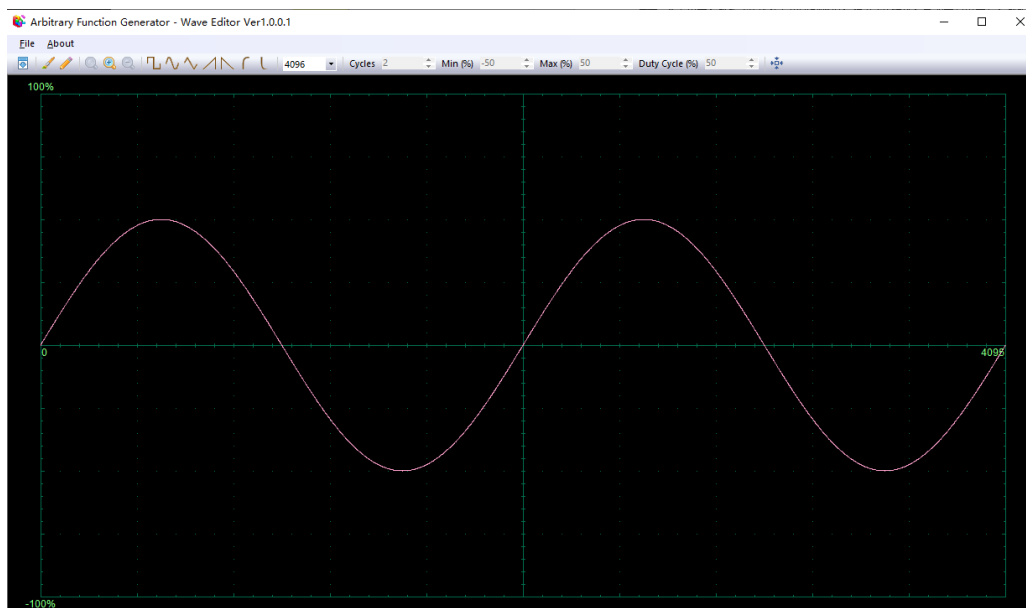 Arbitrary Function Generator - Wave Editor Ver1.0.0.1
File About
4096 Cycles 2 Min (%) -50 Max (%) 50 Duty Cycle (%) 50
100%
0 4095
-100%